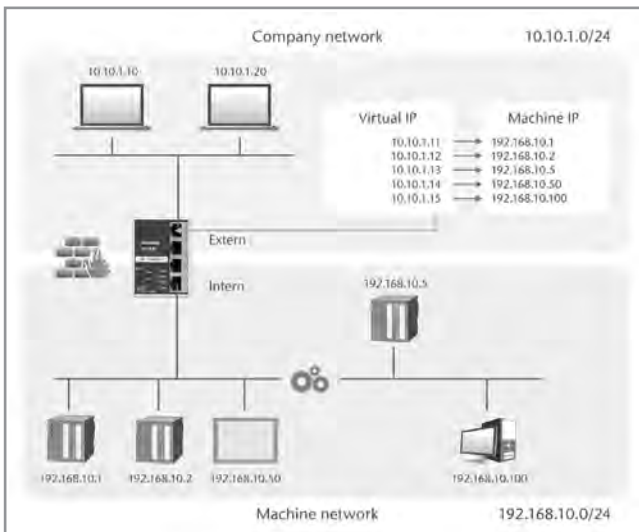 Company network 10.10.1.0/24
10.10.1.10 10.10.1.20
Virtual IP Machine IP
10.10.1.11 192.168.10.1
10.10.1.12 192.168.10.2
10.10.1.13 192.168.10.5
10.10.1.14 192.168.10.50
10.10.1.15 192.168.10.100
Extern
Intern
192.168.10.5
192.168.10.1 192.168.10.2 192.168.10.50 192.168.10.100
Machine network 192.168.10.0/24